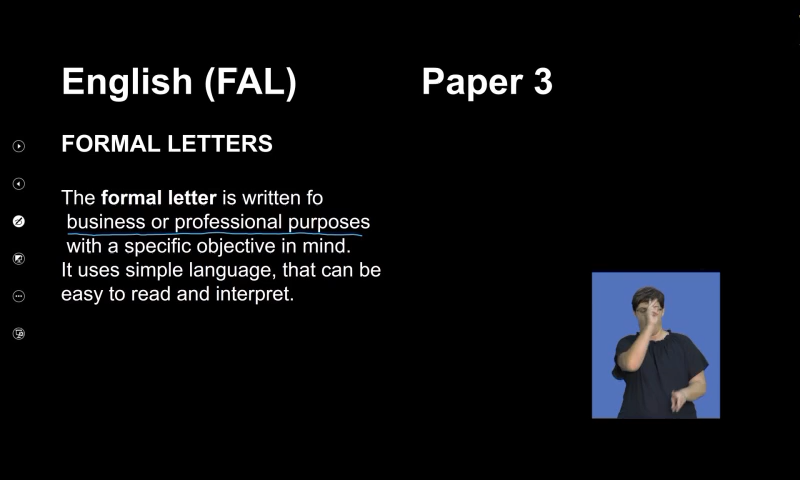 English (FAL) Paper 3
FORMAL LETTERS
The formal letter is written fo
business or professional purposes
with a specific objective in mind.
It uses simple language, that can be
easy to read and interpret.